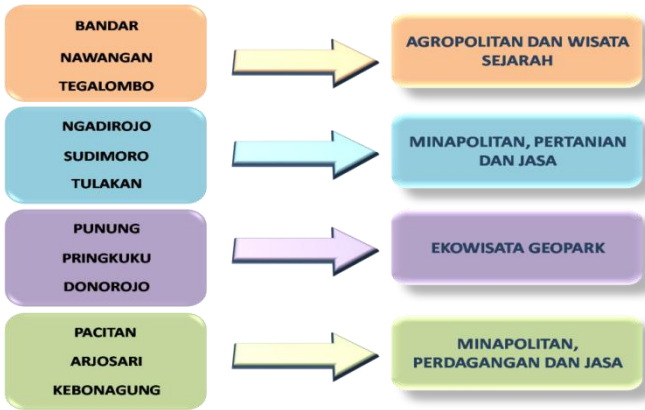 BANDAR
NAWANGAN
TEGALOMBO
AGROPOLITAN DAN WISATA
SEJARAH
NGADIROJO
SUDIMORO
TULAKAN
MINAPOLITAN, PERTANIAN
DAN JASA
PUNUNG
PRINGKUKU
DONOROJO
EKOWISATA GEOPARK
PACITAN
ARJOSARI
KEBONAGUNG
MINAPOLITAN,
PERDAGANGAN DAN JASA